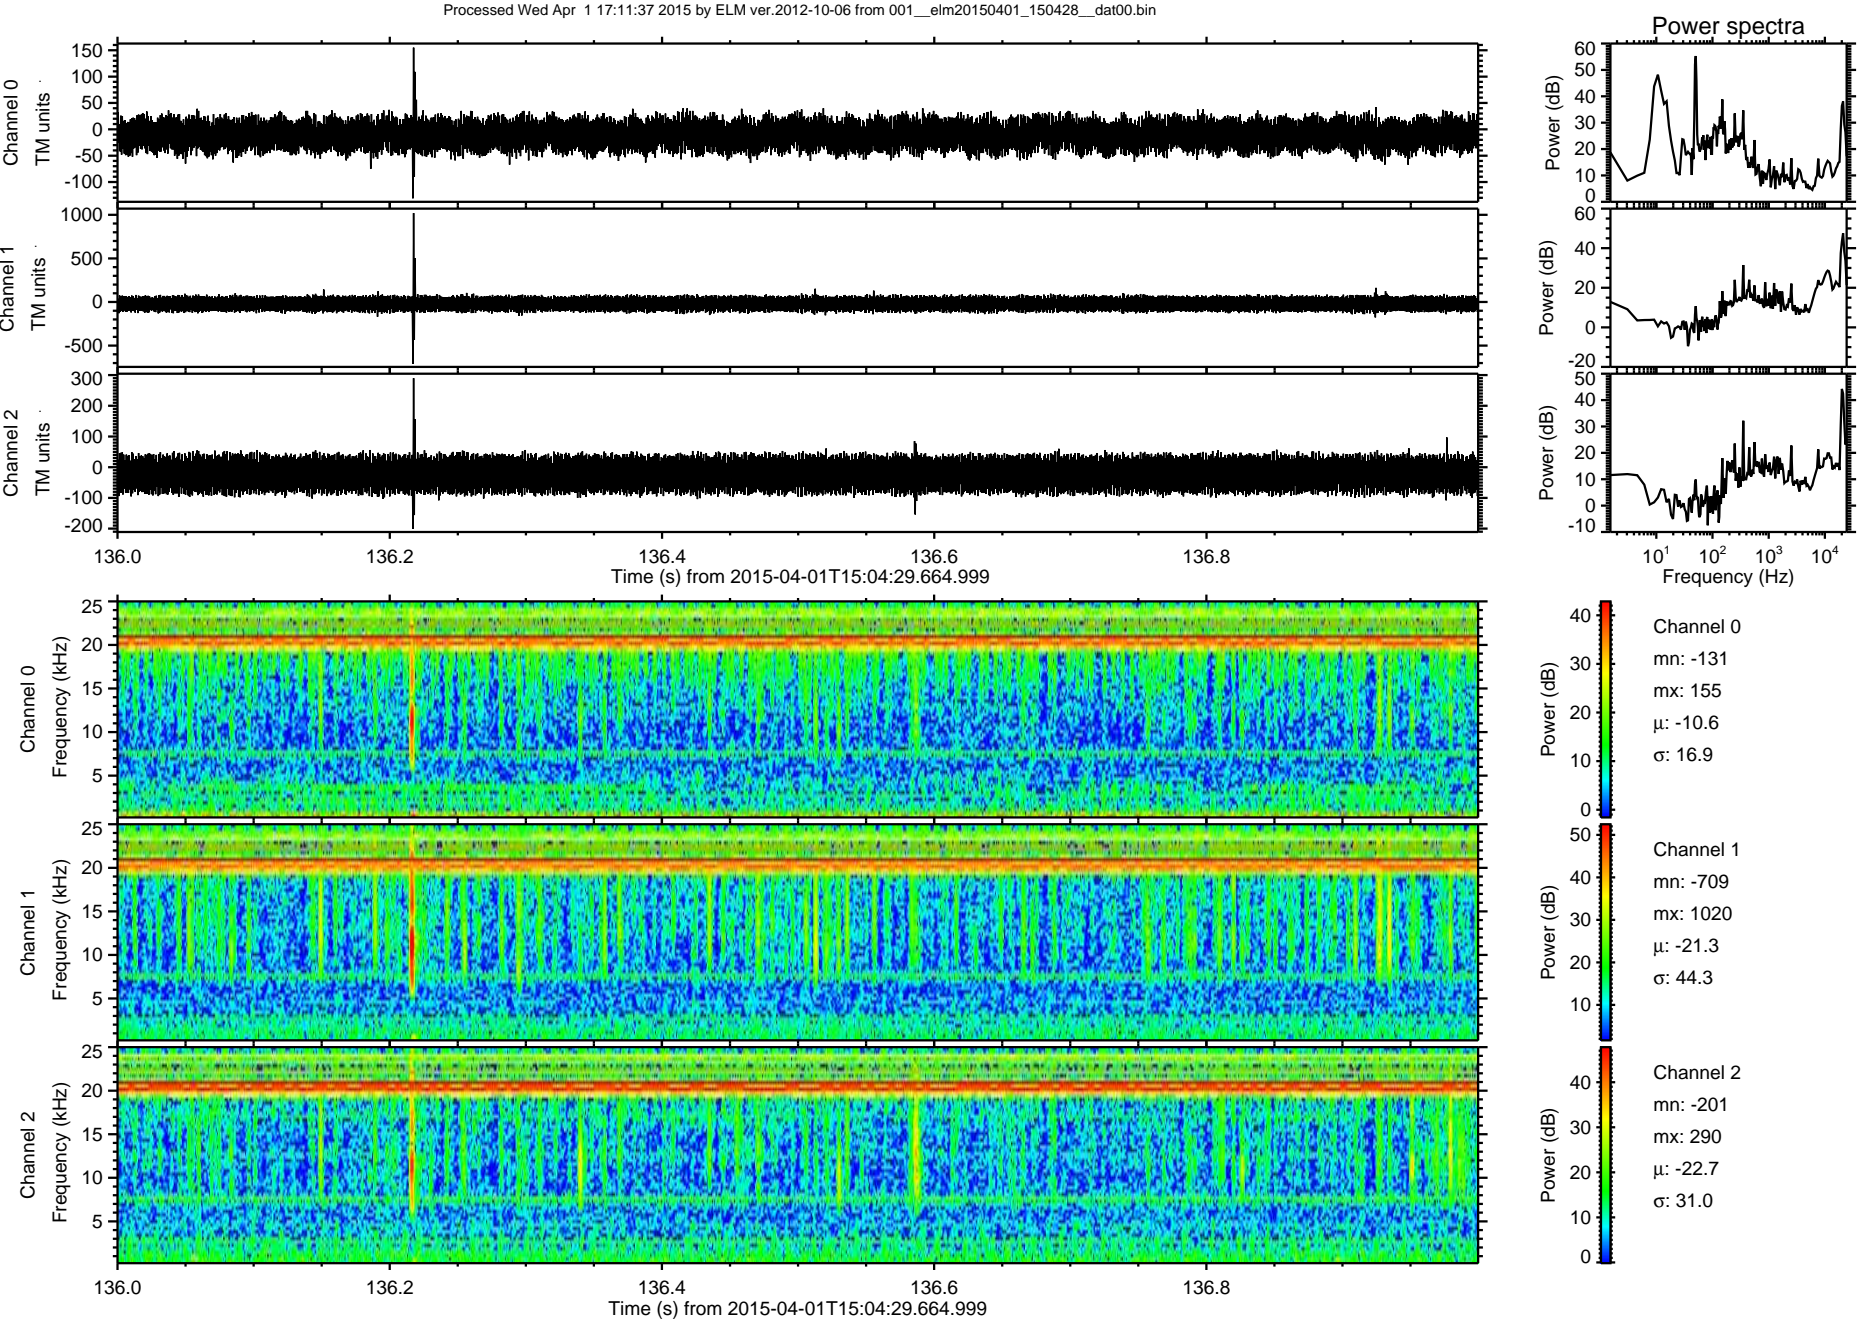 Processed Wed Apr  1 17:11:37 2015 by ELM ver.2012-10-06 from 001__elm20150401_150428__dat00.bin
Power spectra
Channel 0
TM units
150
100
50
0
-50
-100
Power (dB)
60
50
40
30
20
10
0
Channel 1
TM units
1000
500
0
-500
Power (dB)
60
40
20
0
-20
Channel 2
TM units
300
200
100
0
-100
-200
Power (dB)
50
40
30
20
10
0
-10
136.0 136.2 136.4 136.6 136.8
Time (s) from 2015-04-01T15:04:29.664.999
10¹ 10² 10³ 10⁴
Frequency (Hz)
Channel 0
Frequency (kHz)
25
20
15
10
5
Power (dB)
40
30
20
10
0
Channel 0
mn: -131
mx: 155
μ: -10.6
σ: 16.9
Channel 1
Frequency (kHz)
25
20
15
10
5
Power (dB)
50
40
30
20
10
Channel 1
mn: -709
mx: 1020
μ: -21.3
σ: 44.3
Channel 2
Frequency (kHz)
25
20
15
10
5
Power (dB)
40
30
20
10
0
Channel 2
mn: -201
mx: 290
μ: -22.7
σ: 31.0
136.0 136.2 136.4 136.6 136.8
Time (s) from 2015-04-01T15:04:29.664.999